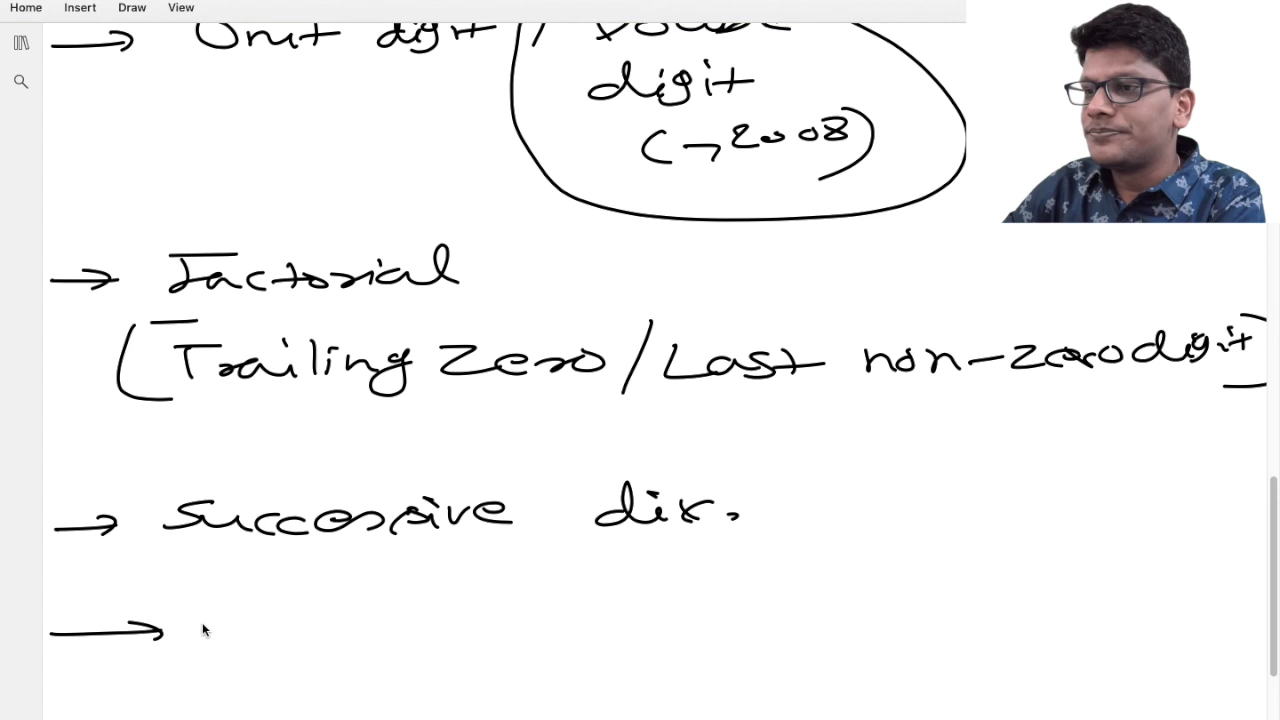 Home Insert Draw View
→ Unit digit /
digit
(→ 2008)
→ Factorial
(Trailing Zero / Last non-zero digit)
→ Successive div.
→